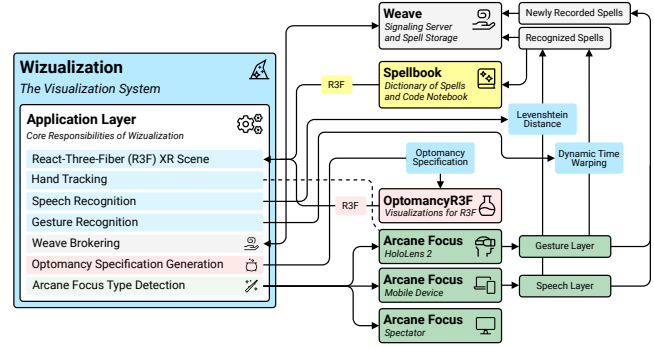 Weave
Signaling Server
and Spell Storage
Newly Recorded Spells
Recognized Spells
Wizualization
The Visualization System
R3F
Spellbook
Dictionary of Spells
and Code Notebook
Application Layer
Core Responsibilities of Wizualization
Levenshtein
Distance
React-Three-Fiber (R3F) XR Scene
Optomancy
Specification
Dynamic Time
Warping
Hand Tracking
Speech Recognition
R3F
OptomancyR3F
Visualizations for R3F
Gesture Recognition
Weave Brokering
Arcane Focus
HoloLens 2
Gesture Layer
Optomancy Specification Generation
Arcane Focus Type Detection
Arcane Focus
Mobile Device
Speech Layer
Arcane Focus
Spectator